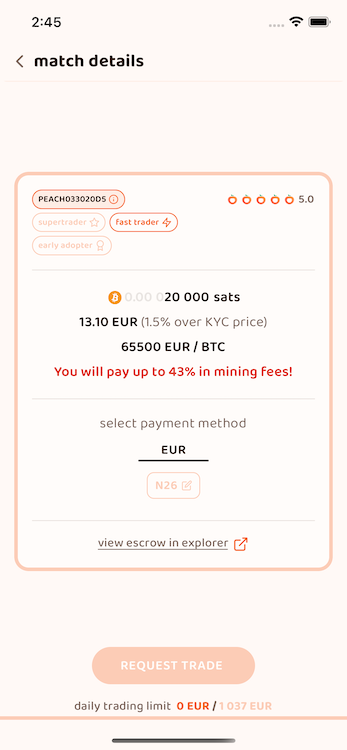 2:45
match details
PEACH033020D5
5.0
supertrader
fast trader
early adopter
0.00 020 000 sats
13.10 EUR (1.5% over KYC price)
65500 EUR / BTC
You will pay up to 43% in mining fees!
select payment method
EUR
N26
view escrow in explorer
REQUEST TRADE
daily trading limit 0 EUR / 1 037 EUR